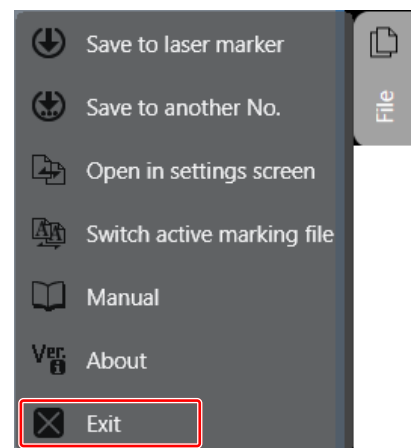 Save to laser marker
Save to another No.
Open in settings screen
Switch active marking file
Manual
Ver. About
Exit
File